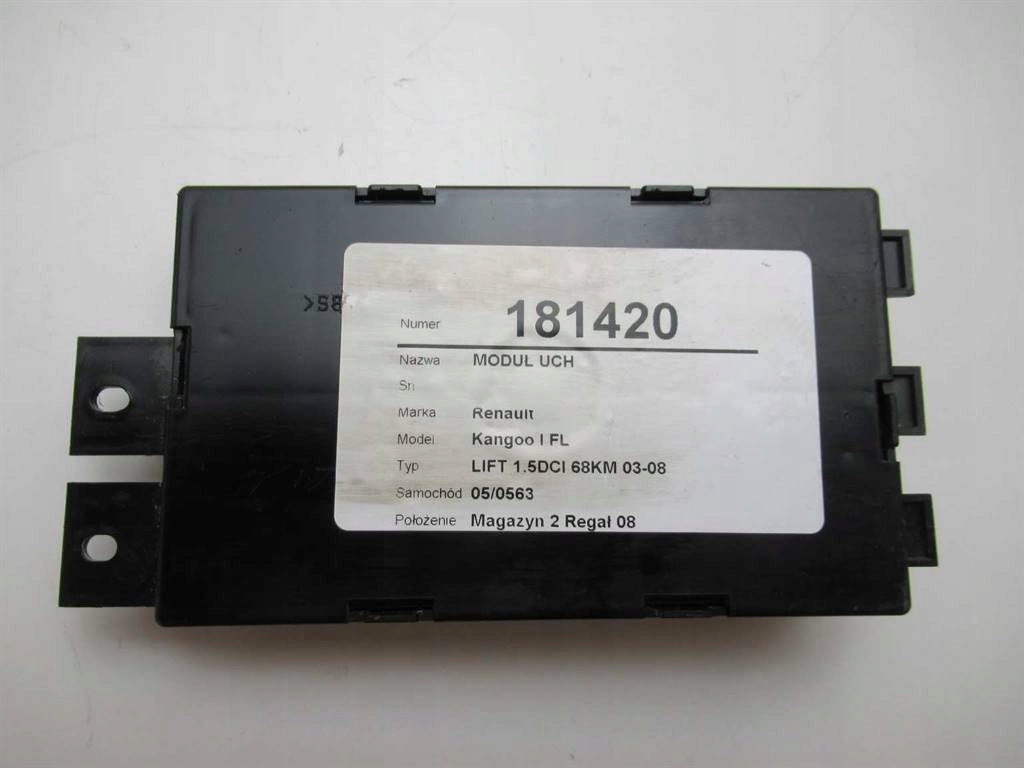 Numer 181420
Nazwa MODUŁ UCH
Sn
Marka Renault
Model Kangoo I FL
Typ LIFT 1.5DCI 68KM 03-08
Samochód 05/0563
Położenie Magazyn 2 Regał 08